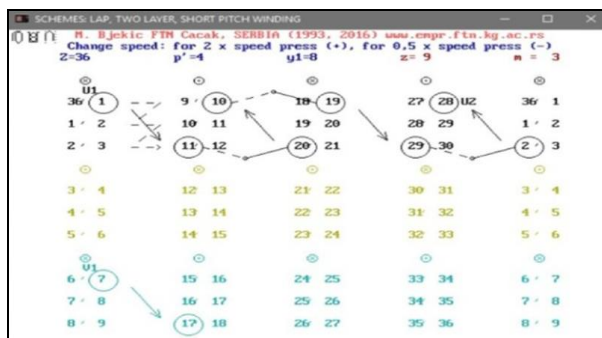 SCHEMES: LAP, TWO LAYER, SHORT PITCH WINDING
M. Bjekic FTN Cacak, SERBIA (1993, 2016) www.empr.ftn.kg.ac.rs
Change speed: for 2 x speed press (+), for 0,5 x speed press (-)
Z=36 p'=4 y1=8 z= 9 m = 3
U1
36' 1 9' 10 18' 19 27' 28 U2 36' 1
1' 2 10' 11 19' 20 28' 29 1' 2
2' 3 11' 12 20' 21 29' 30 2' 3
3' 4 12' 13 21' 22 30' 31 3' 4
4' 5 13' 14 22' 23 31' 32 4' 5
5' 6 14' 15 23' 24 32' 33 5' 6
V1
6' 7 15' 16 24' 25 33' 34 6' 7
7' 8 16' 17 25' 26 34' 35 7' 8
8' 9 17' 18 26' 27 35' 36 8' 9